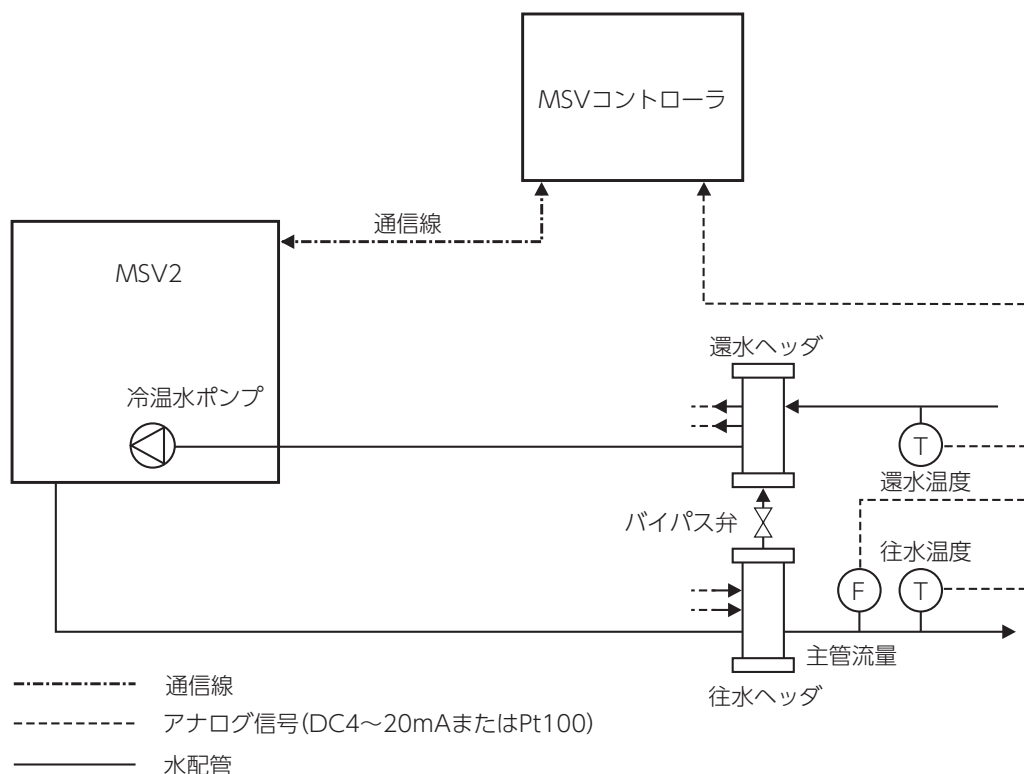 MSVコントローラ
通信線
MSV2
還水ヘッダ
冷温水ポンプ
T
還水温度
バイパス弁
往水温度
F
T
主管流量
往水ヘッダ
通信線
アナログ信号(DC4～20mAまたはPt100)
水配管